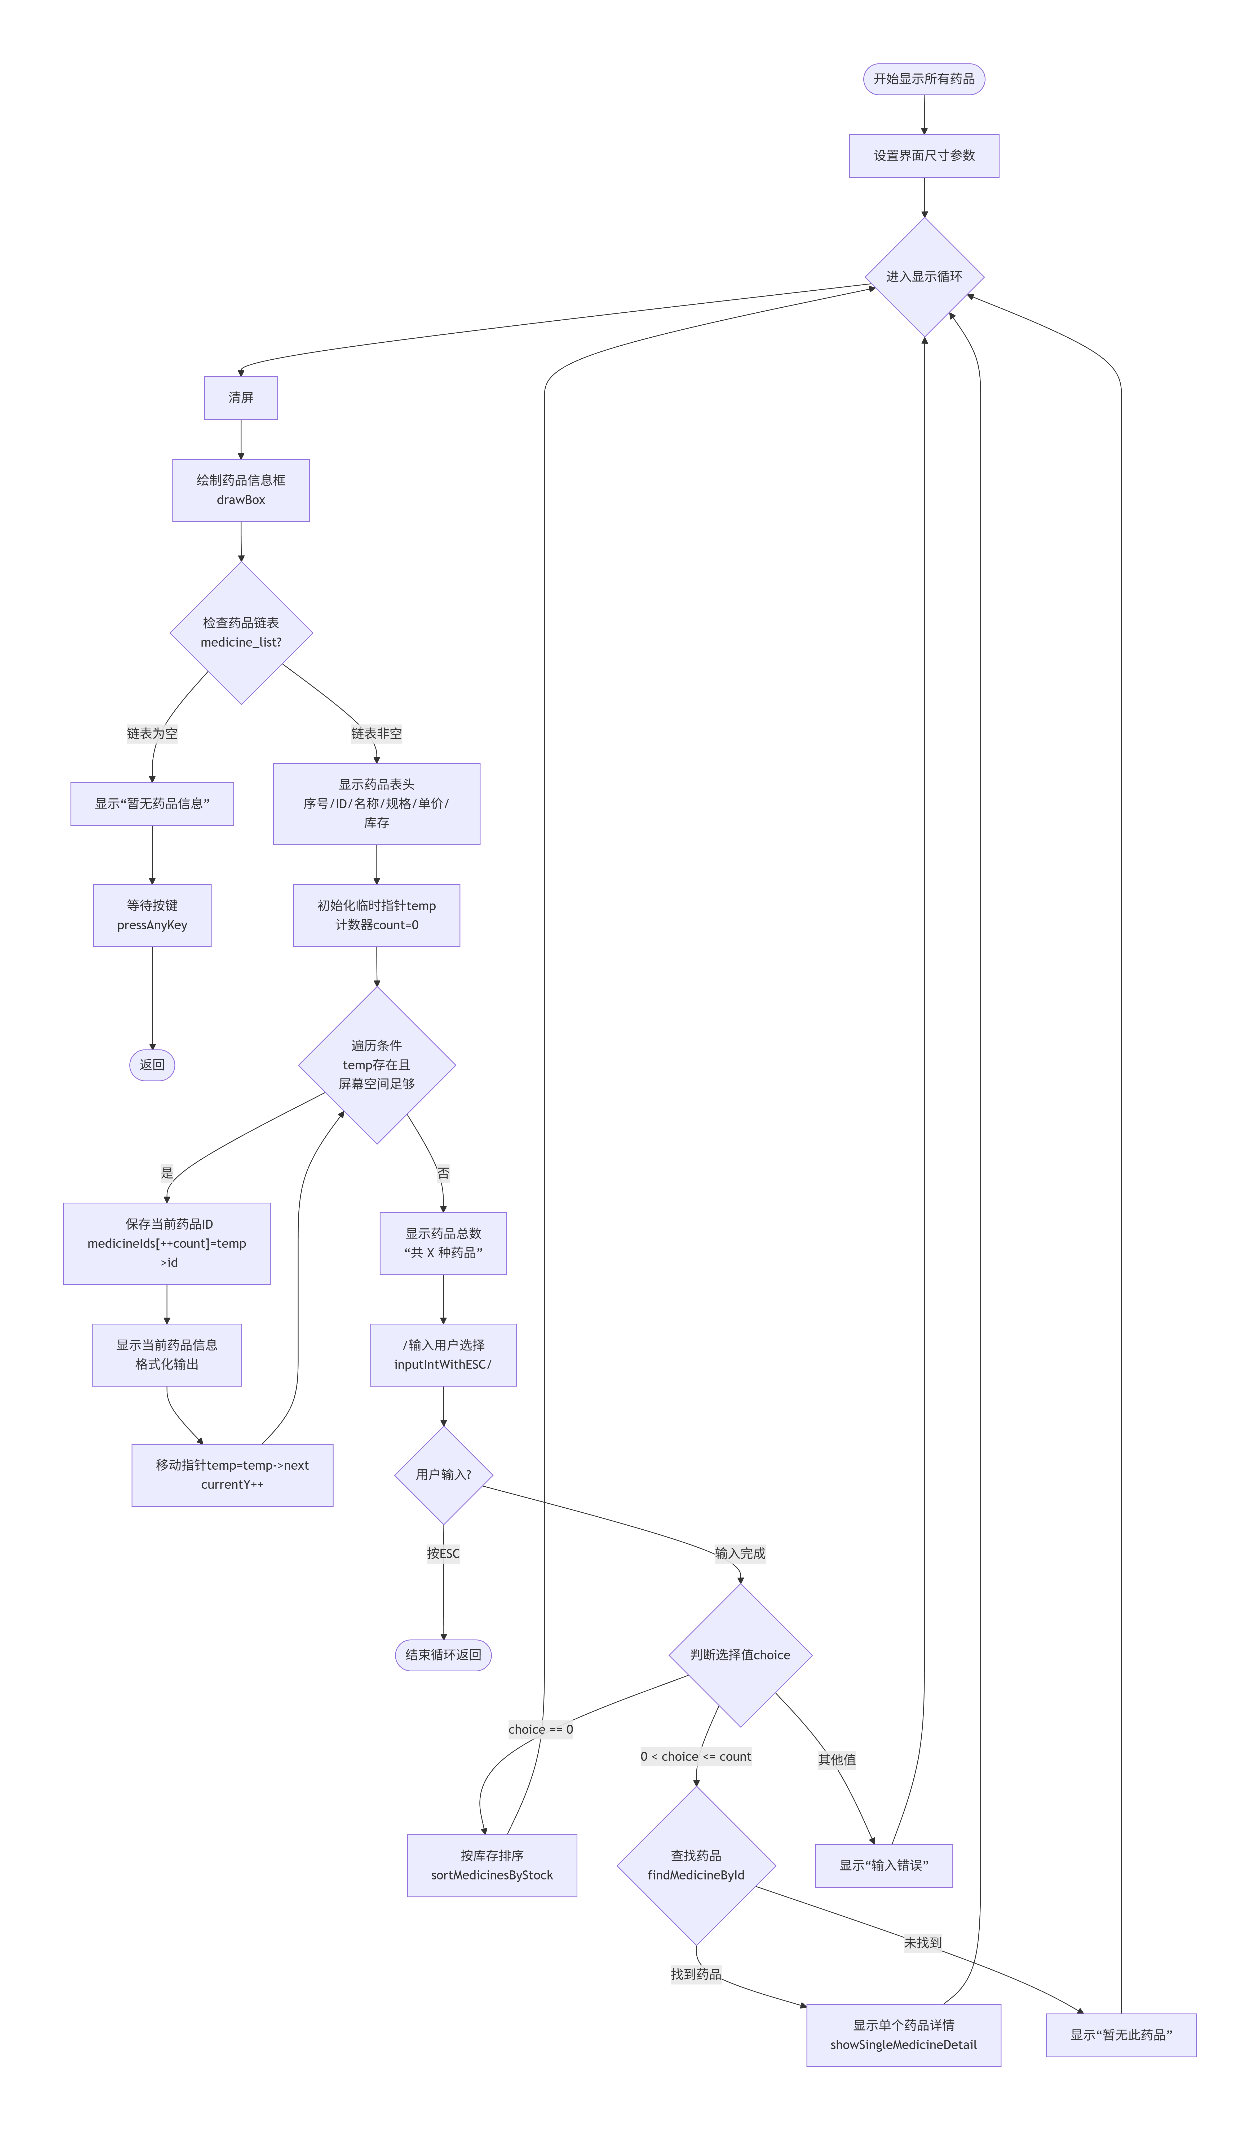 开始显示所有药品
设置界面尺寸参数
进入显示循环
清屏
绘制药品信息框
drawBox
检查药品链表
medicine_list?
链表为空
链表非空
显示“暂无药品信息”
显示药品表头
序号/ID/名称/规格/单价/
库存
等待按键
pressAnyKey
初始化临时指针temp
计数器count=0
返回
遍历条件
temp存在且
屏幕空间足够
是
否
保存当前药品ID
medicineIds[++count]=temp
>id
显示药品总数
“共 X 种药品”
显示当前药品信息
格式化输出
/输入用户选择
inputIntWithESC/
移动指针temp=temp->next
currentY++
用户输入?
按ESC
输入完成
结束循环返回
判断选择值choice
choice == 0
0 < choice <= count
其他值
按库存排序
sortMedicinesByStock
查找药品
findMedicineById
显示“输入错误”
找到药品
未找到
显示单个药品详情
showSingleMedicineDetail
显示“暂无此药品”